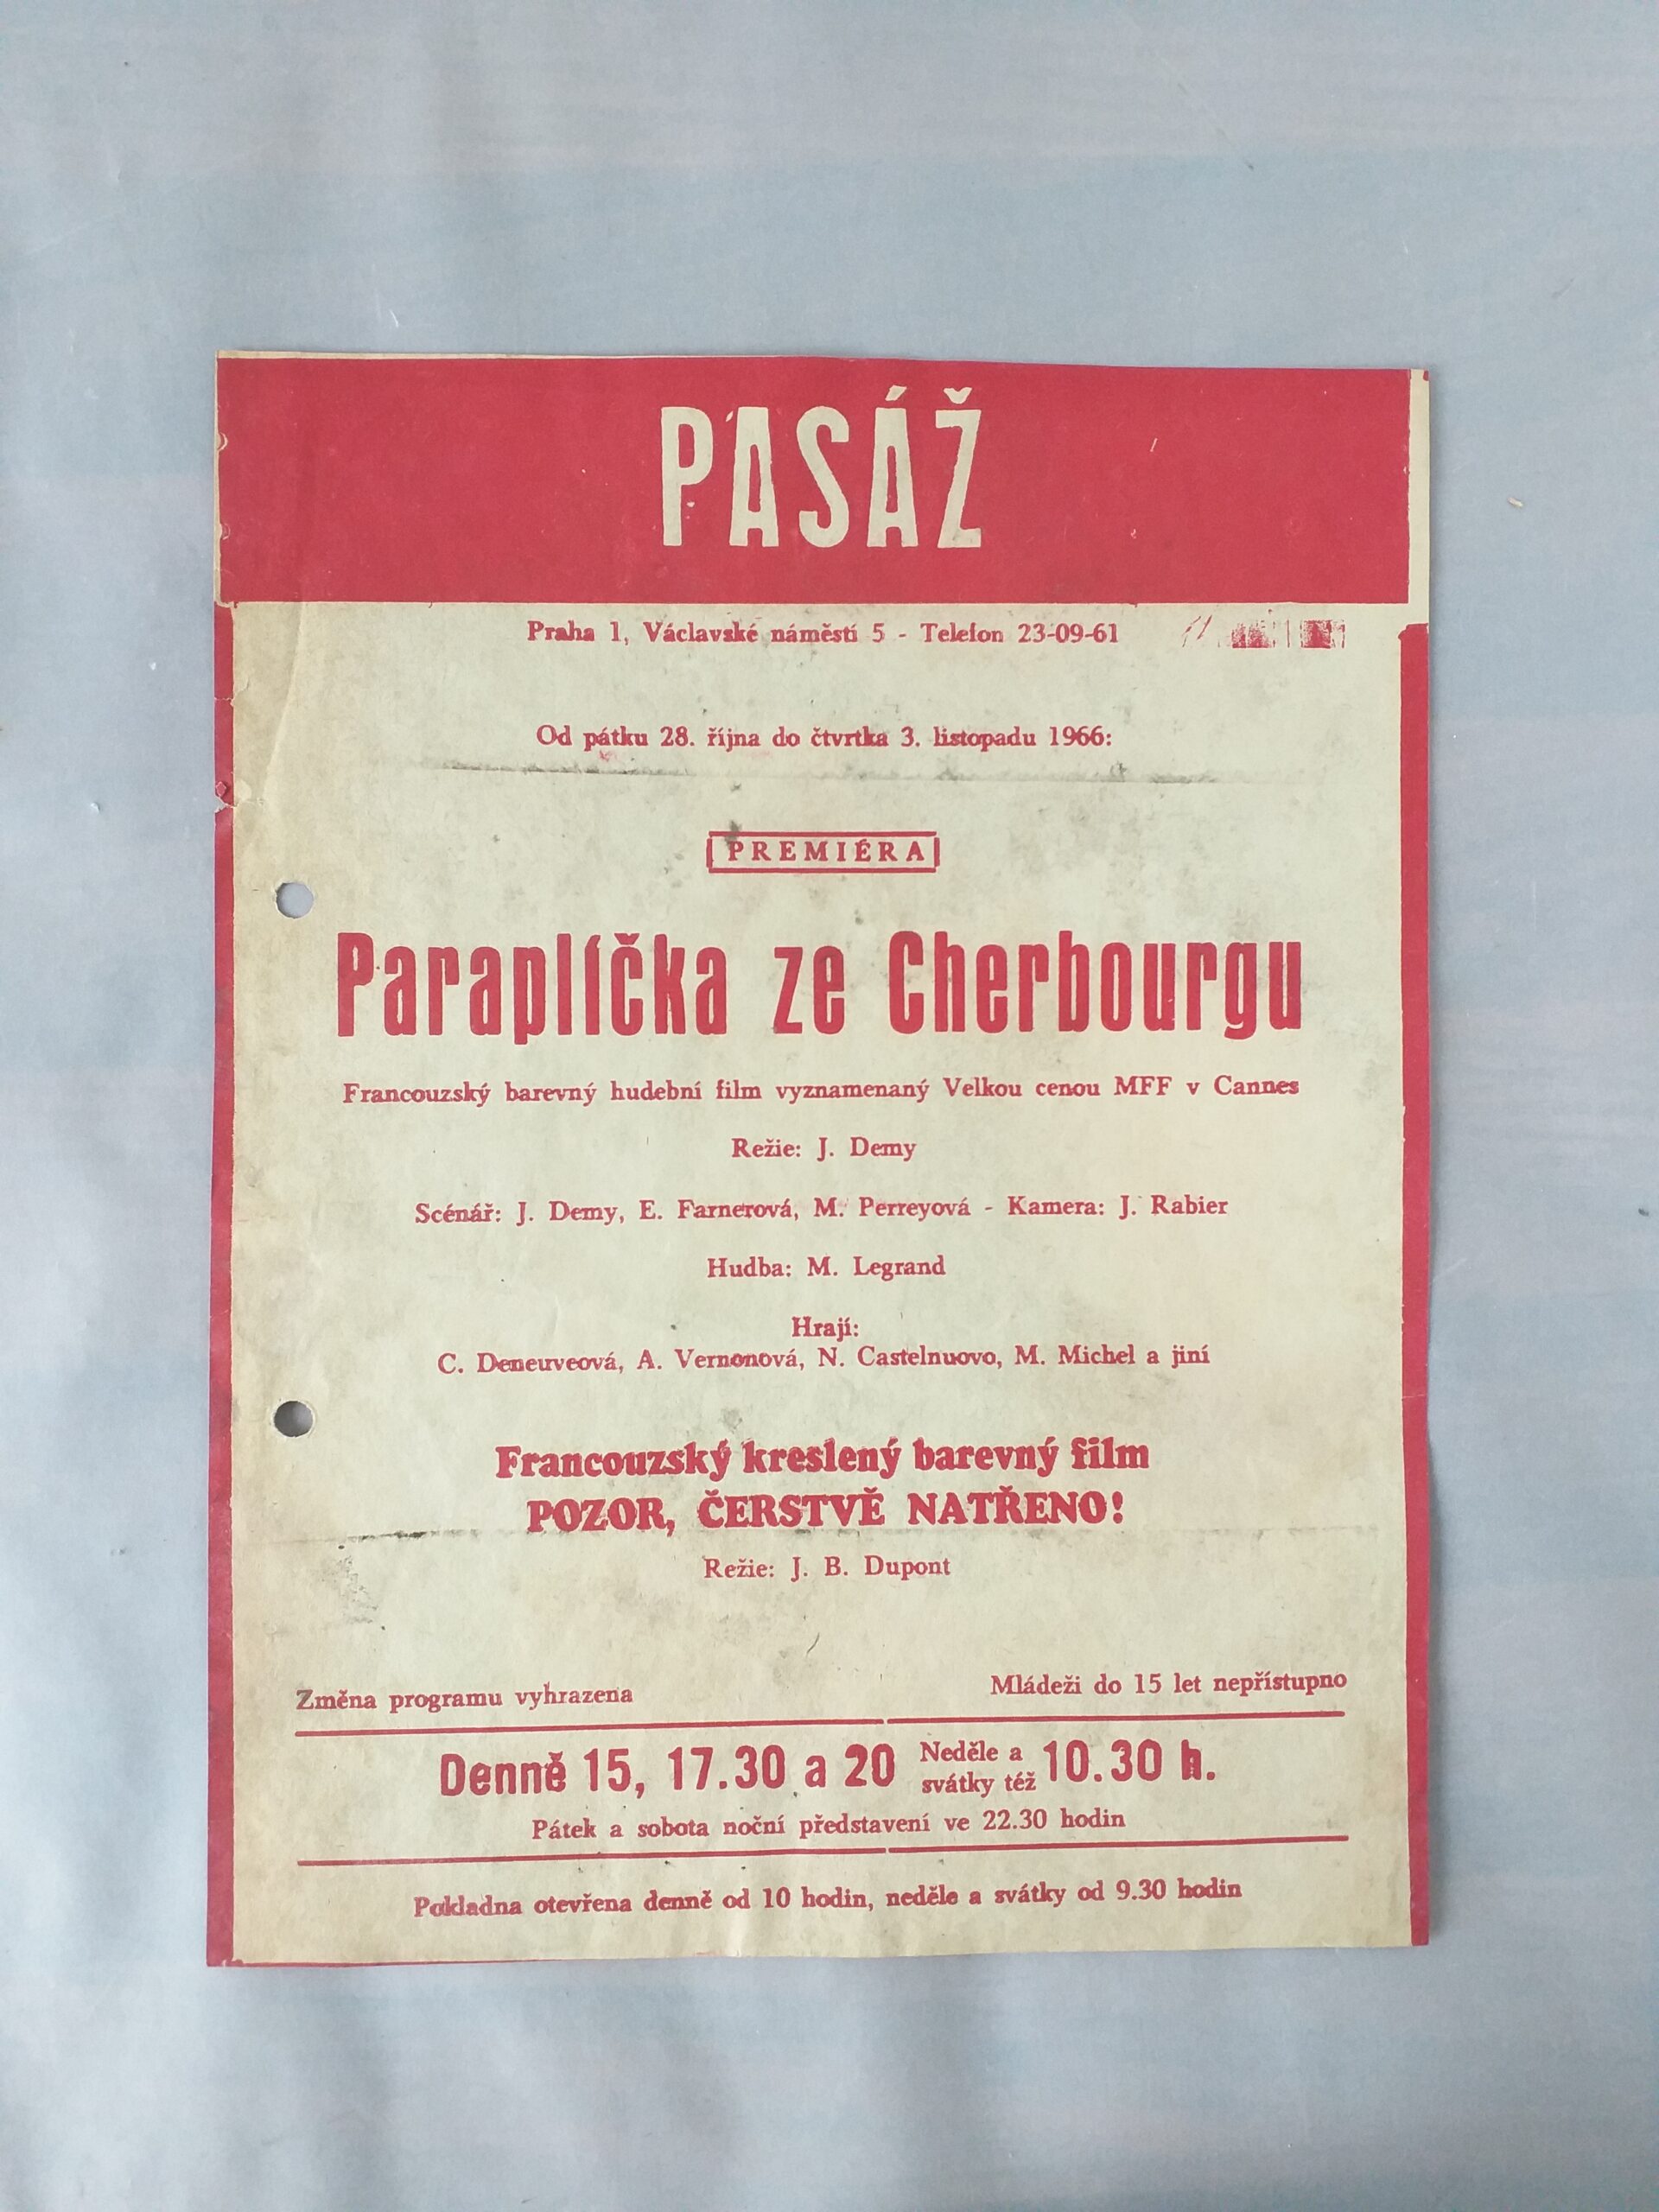 PASÁŽ
Praha 1, Václavské náměstí 5 - Telefon 23-09-61
Od pátku 28. října do čtvrtka 3. listopadu 1966:
PREMIÉRA
Paraplíčka ze Cherbourgu
Francouzský barevný hudební film vyznamenaný Velkou cenou MFF v Cannes
Režie: J. Demy
Scénář: J. Demy, E. Farnerová, M. Perreyová - Kamera: J. Rabier
Hudba: M. Legrand
Hrají:
C. Deneuveová, A. Vernonová, N. Castelnuovo, M. Michel a jiní
Francouzský kreslený barevný film
POZOR, ČERSTVĚ NATŘENO!
Režie: J. B. Dupont
Změna programu vyhrazena
Mládeži do 15 let nepřístupno
Denně 15, 17.30 a 20 Neděle a svátky též 10.30 h.
Pátek a sobota noční představení ve 22.30 hodin
Pokladna otevřena denně od 10 hodin, neděle a svátky od 9.30 hodin